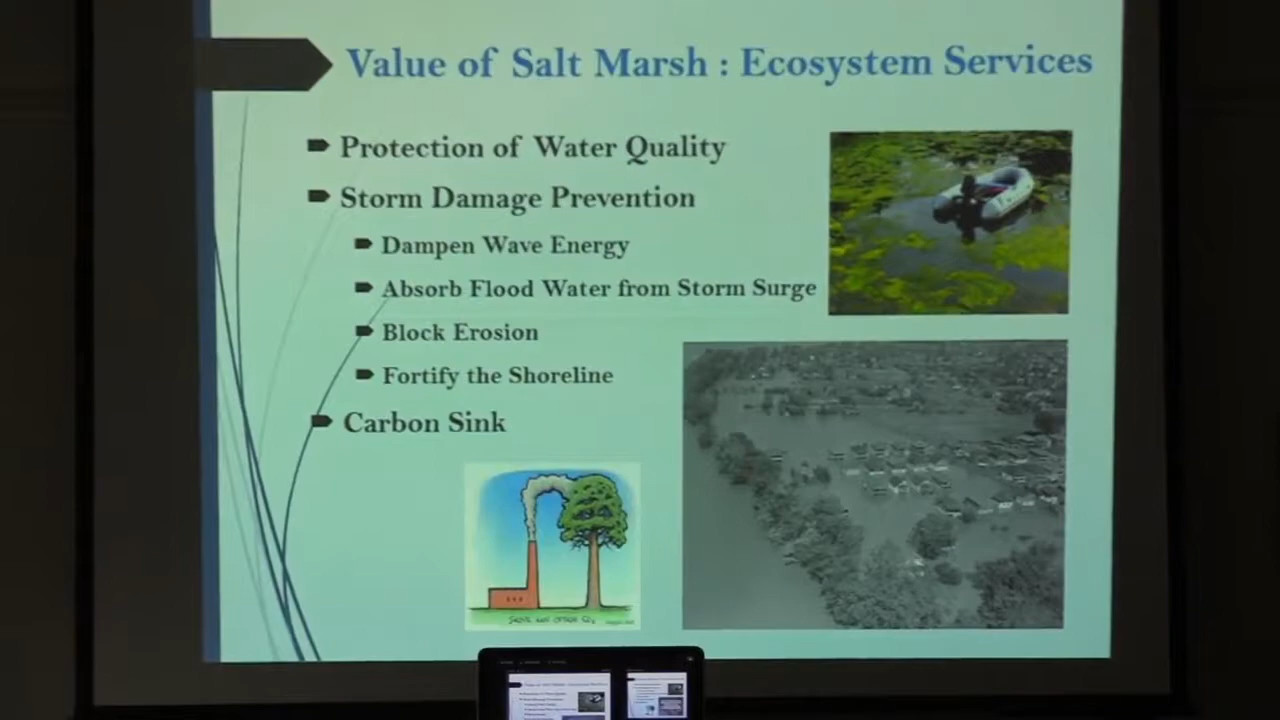 Value of Salt Marsh : Ecosystem Services
Protection of Water Quality
Storm Damage Prevention
Dampen Wave Energy
Absorb Flood Water from Storm Surge
Block Erosion
Fortify the Shoreline
Carbon Sink